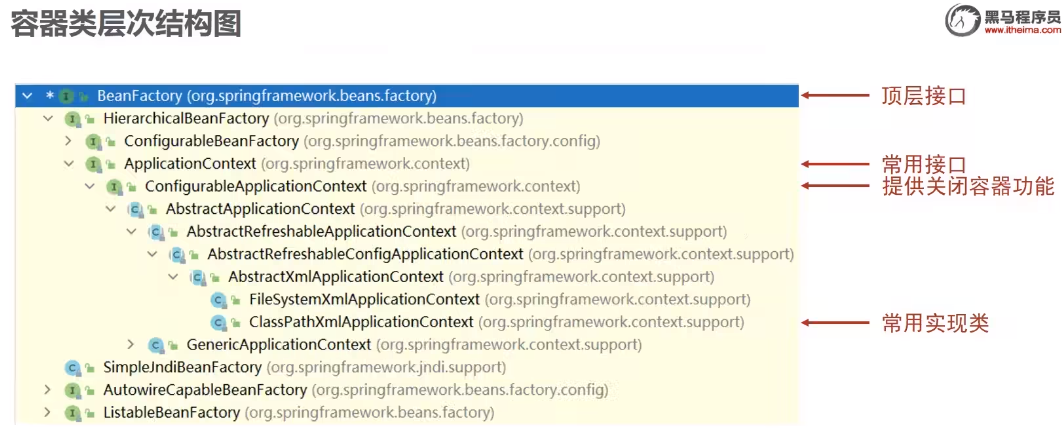 容器类层次结构图
黑马程序员
www.itheima.com
* I BeanFactory (org.springframework.beans.factory)
顶层接口
I HierarchicalBeanFactory (org.springframework.beans.factory)
I ConfigurableBeanFactory (org.springframework.beans.factory.config)
I ApplicationContext (org.springframework.context)
常用接口
I ConfigurableApplicationContext (org.springframework.context)
提供关闭容器功能
C AbstractApplicationContext (org.springframework.context.support)
C AbstractRefreshableApplicationContext (org.springframework.context.support)
C AbstractRefreshableConfigApplicationContext (org.springframework.context.support)
C AbstractXmlApplicationContext (org.springframework.context.support)
C FileSystemXmlApplicationContext (org.springframework.context.support)
C ClassPathXmlApplicationContext (org.springframework.context.support)
常用实现类
C GenericApplicationContext (org.springframework.context.support)
C SimpleJndiBeanFactory (org.springframework.jndi.support)
I AutowireCapableBeanFactory (org.springframework.beans.factory.config)
I ListableBeanFactory (org.springframework.beans.factory)